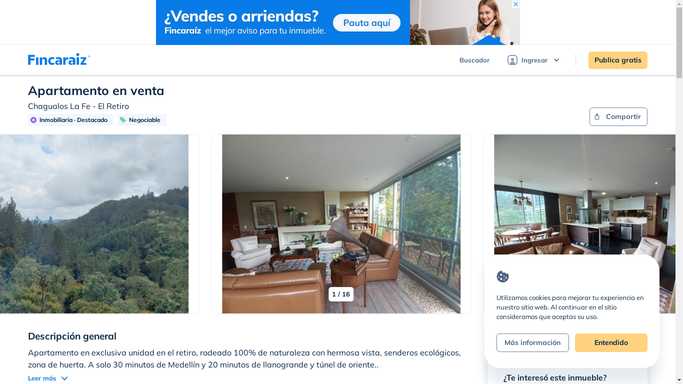 ¿Vendes o arriendas?
Fincaraíz el mejor aviso para tu inmueble.
Pauta aquí
Fincaraíz
Buscador
Ingresar
Publica gratis
Apartamento en venta
Chagualos La Fe - El Retiro
Inmobiliaria - Destacado
Negociable
Compartir
1 / 16
Utilizamos cookies para mejorar tu experiencia en
nuestro sitio web. Al continuar en el sitio
consideramos que aceptas su uso.
Más información
Entendido
Descripción general
Apartamento en exclusiva unidad en el retiro, rodeado 100% de naturaleza con hermosa vista, senderos ecológicos,
zona de huerta. A solo 30 minutos de Medellín y 20 minutos de llanogrande y túnel de oriente..
Leer más
¿Te interesó este inmueble?